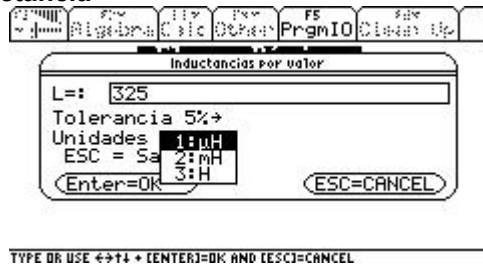 Algebra Calc Other PrgmIO Clean Up
F5
Inductancias por valor
L=: 325
Tolerancia 5%→
Unidades
1:µH
ESC = Sa
2:mH
3:H
Enter=OK
ESC=CANCEL
TYPE OR USE ←→↑↓ + [ENTER]=OK AND [ESC]=CANCEL